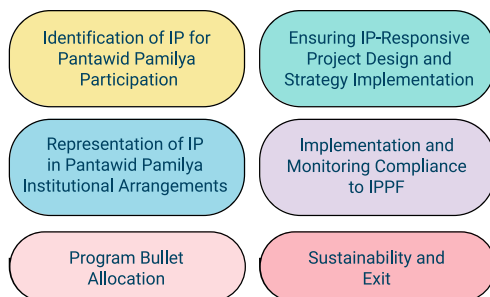 Identification of IP for
Pantawid Pamilya
Participation
Ensuring IP-Responsive
Project Design and
Strategy Implementation
Representation of IP
in Pantawid Pamilya
Institutional Arrangements
Implementation and
Monitoring Compliance
to IPPF
Program Bullet
Allocation
Sustainability and
Exit